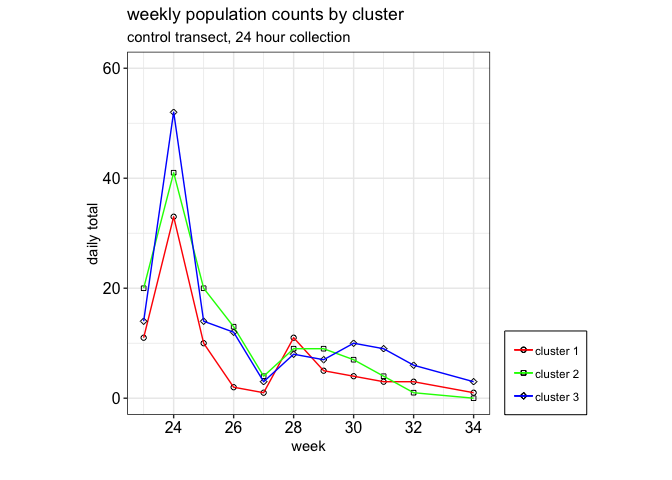 weekly population counts by cluster
control transect, 24 hour collection
60
40
20
0
daily total
24 26 28 30 32 34
week
cluster 1
cluster 2
cluster 3